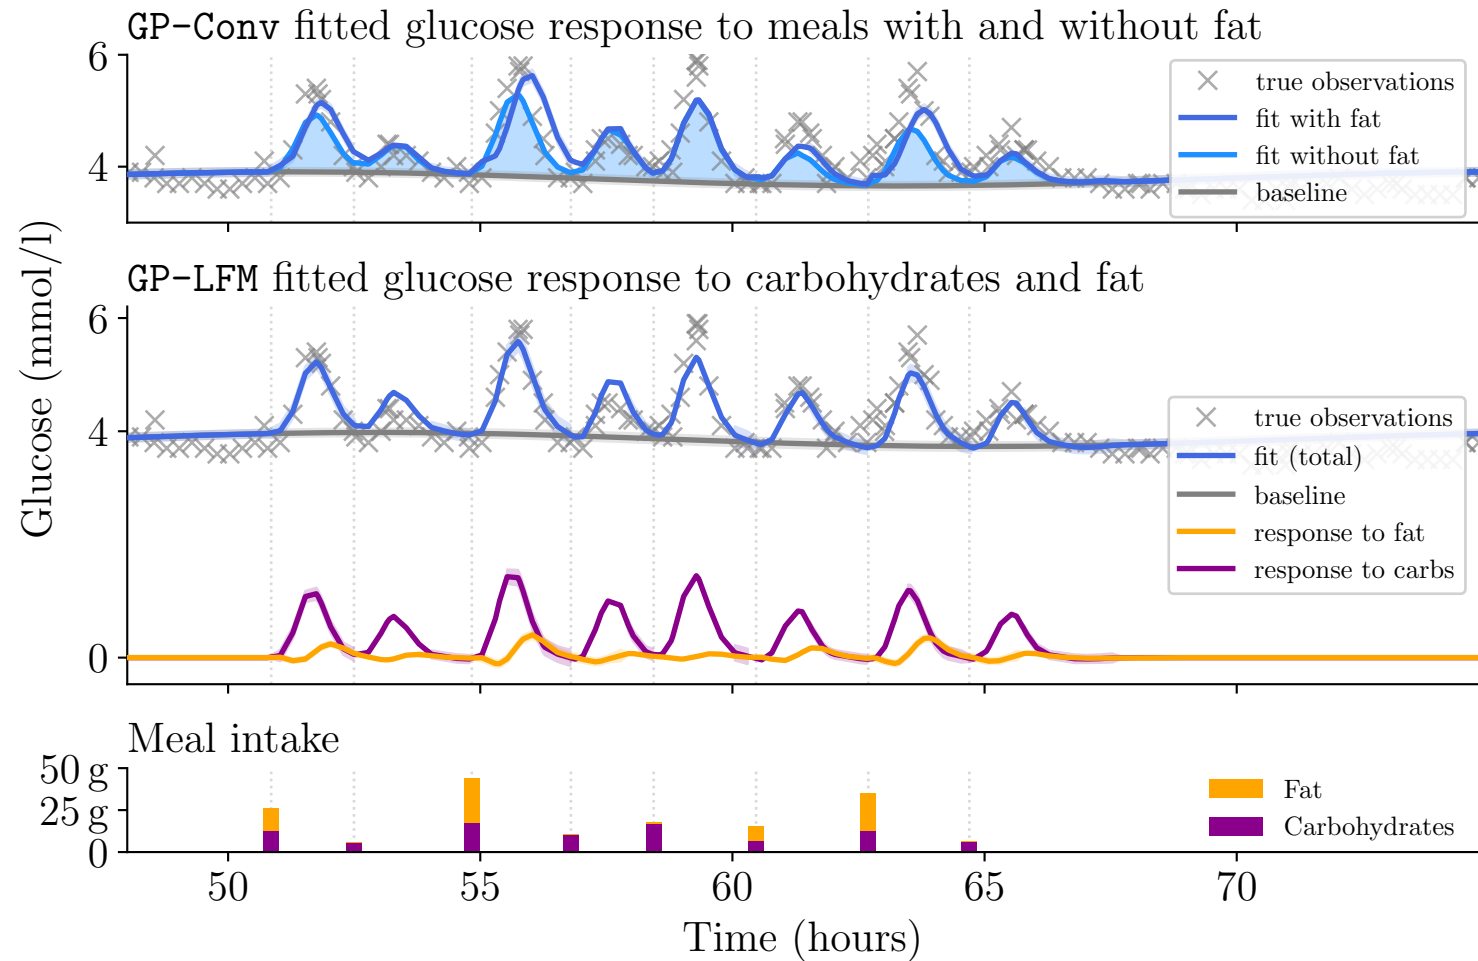 GP-Conv fitted glucose response to meals with and without fat
6
4
true observations
fit with fat
fit without fat
baseline
GP-LFM fitted glucose response to carbohydrates and fat
Glucose (mmol/l)
6
4
0
true observations
fit (total)
baseline
response to fat
response to carbs
Meal intake
50 g
25 g
0
Fat
Carbohydrates
50 55 60 65 70
Time (hours)